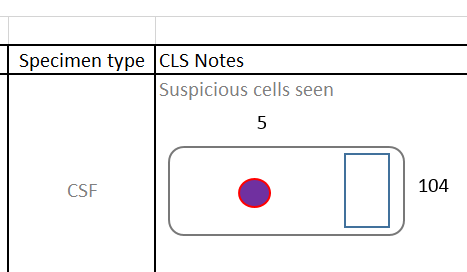 Specimen type CLS Notes
Suspicious cells seen
5
CSF
104